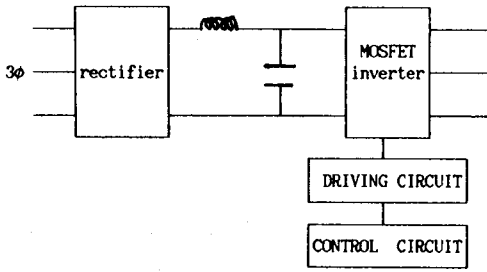 3φ
rectifier
MOSFET
inverter
DRIVING CIRCUIT
CONTROL CIRCUIT